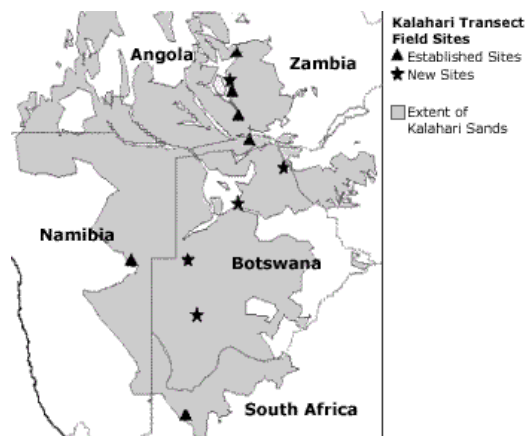 Kalahari Transect
Field Sites
Established Sites
New Sites
Extent of
Kalahari Sands
Angola
Zambia
Namibia
Botswana
South Africa